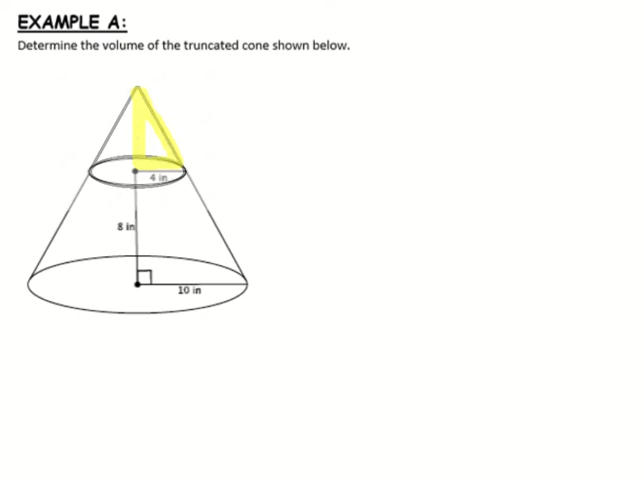 EXAMPLE A:
Determine the volume of the truncated cone shown below.
4 in
8 in
10 in